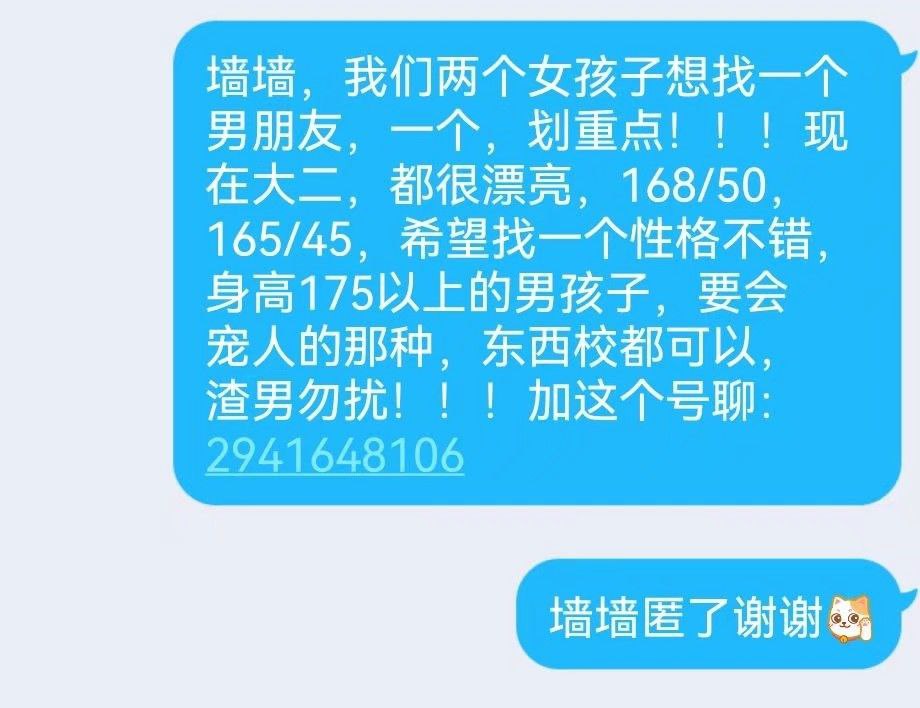 墙墙，我们两个女孩子想找一个
男朋友，一个，划重点！！！现
在大二，都很漂亮，168/50，
165/45，希望找一个性格不错，
身高175以上的男孩子，要会
宠人的那种，东西校都可以，
渣男勿扰！！！加这个号聊：
2941648106
墙墙匿了谢谢